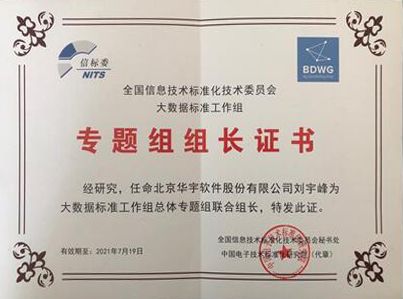 信标委
NITS
BDWG
全国信息技术标准化技术委员会
大数据标准工作组
专题组组长证书
经研究,任命北京华宇软件股份有限公司刘宇峰为
大数据标准工作组总体专题组联合组长,特发此证。
全国信息技术标准化技术委员会秘书处
有效期至:2021年7月19日
中国电子技术标准化研究院(代章)